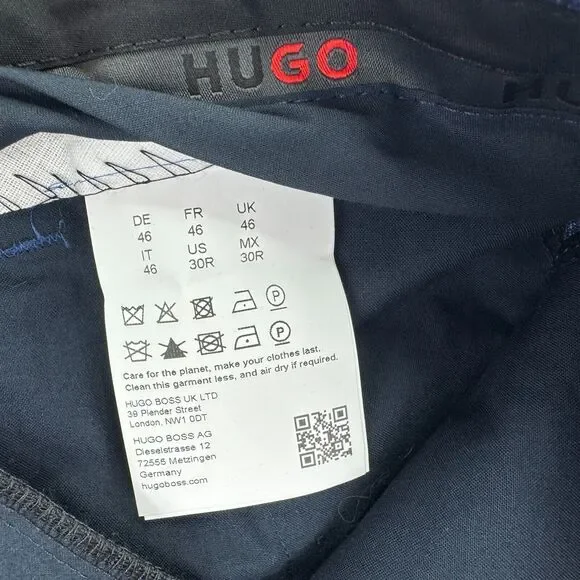 HUGO
HU
DE FR UK
46 46 46
IT US MX
46 30R 30R
P
P
Care for the planet, make your clothes last.
Clean this garment less, and air dry if required.
HUGO BOSS UK LTD
39 Plender Street
London, NW1 0DT
HUGO BOSS AG
Dieselstrasse 12
72555 Metzingen
Germany
hugoboss.com